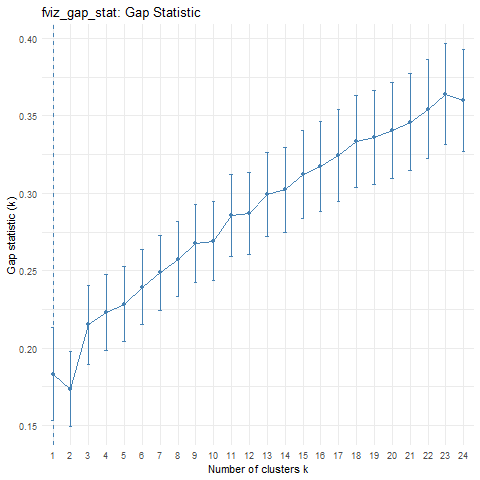 fviz_gap_stat: Gap Statistic
0.40
0.35
0.30
0.25
0.20
0.15
Gap statistic (k)
1 2 3 4 5 6 7 8 9 10 11 12 13 14 15 16 17 18 19 20 21 22 23 24
Number of clusters k